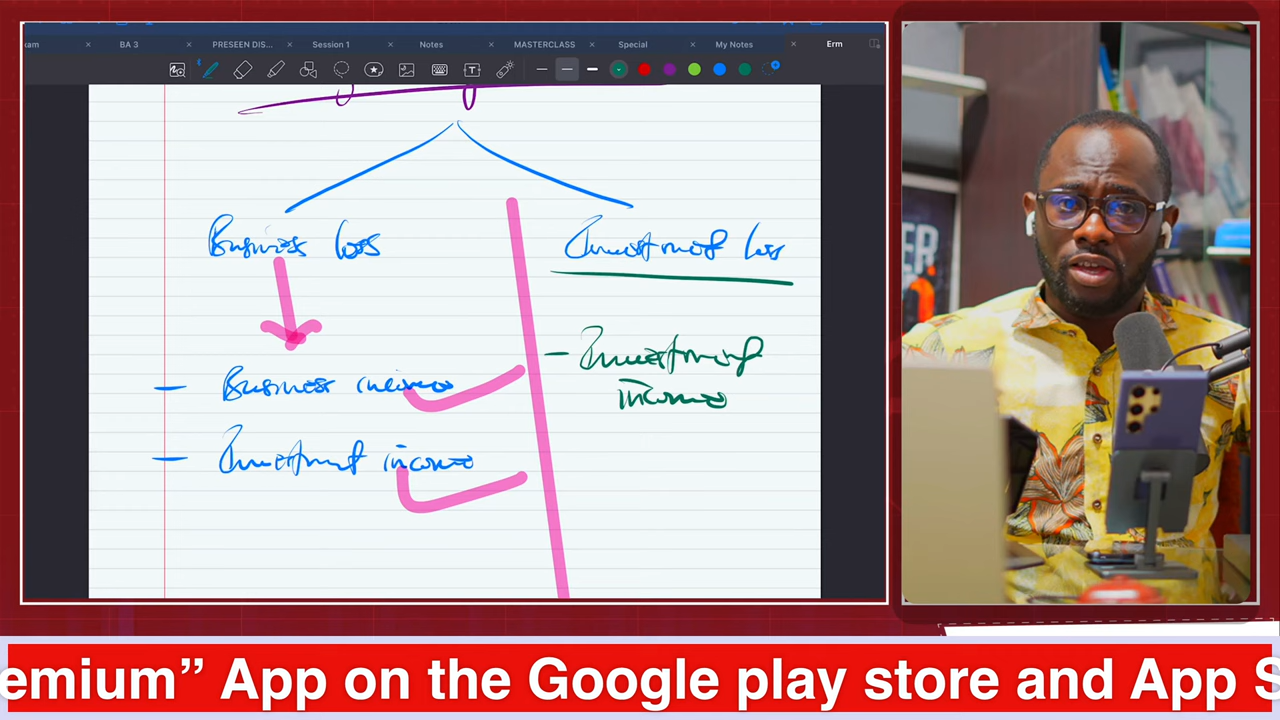 am
BA 3
PRESEEN DIS...
Session 1
Notes
MASTERCLASS
Special
My Notes
Erm
Business loss
Investment loss
- Business income
- Investment income
- Investment
income
emium” App on the Google play store and App S